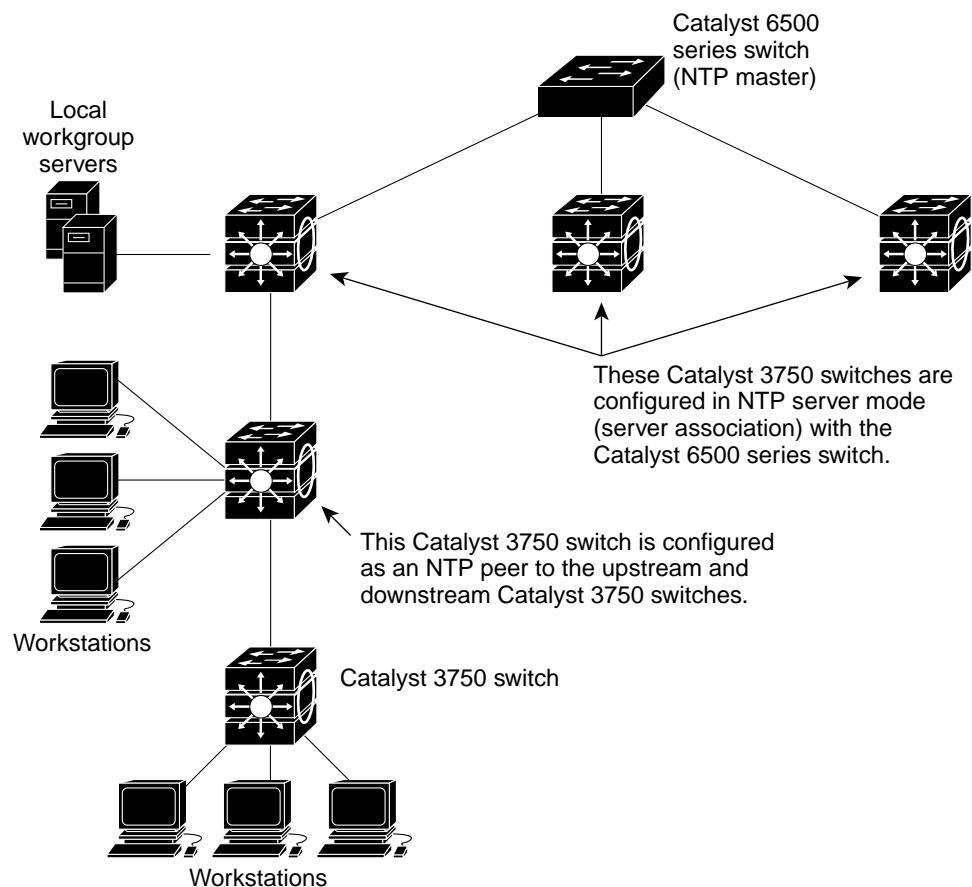 Catalyst 6500
series switch
(NTP master)
Local
workgroup
servers
These Catalyst 3750 switches are
configured in NTP server mode
(server association) with the
Catalyst 6500 series switch.
This Catalyst 3750 switch is configured
as an NTP peer to the upstream and
downstream Catalyst 3750 switches.
Workstations
Catalyst 3750 switch
Workstations